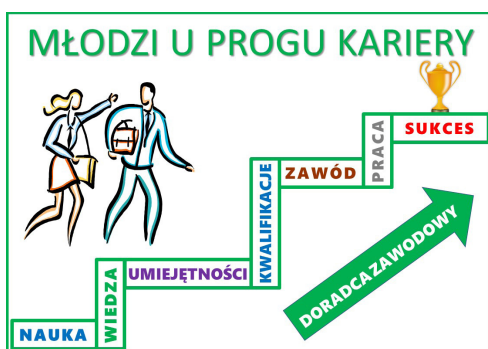 MŁODZI U PROGU KARIERY
SUKCES
PRACA
ZAWÓD
KWALIFIKACJE
UMIEJĘTNOŚCI
WIEDZA
NAUKA
DORADCA ZAWODOWY